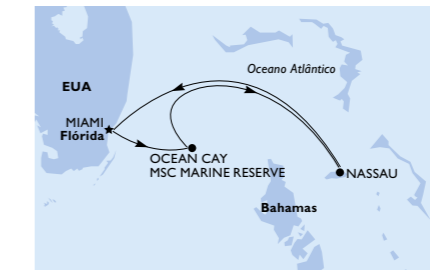 Oceano Atlântico
EUA
MIAMI
Flórida
OCEAN CAY
MSC MARINE RESERVE
NASSAU
Bahamas